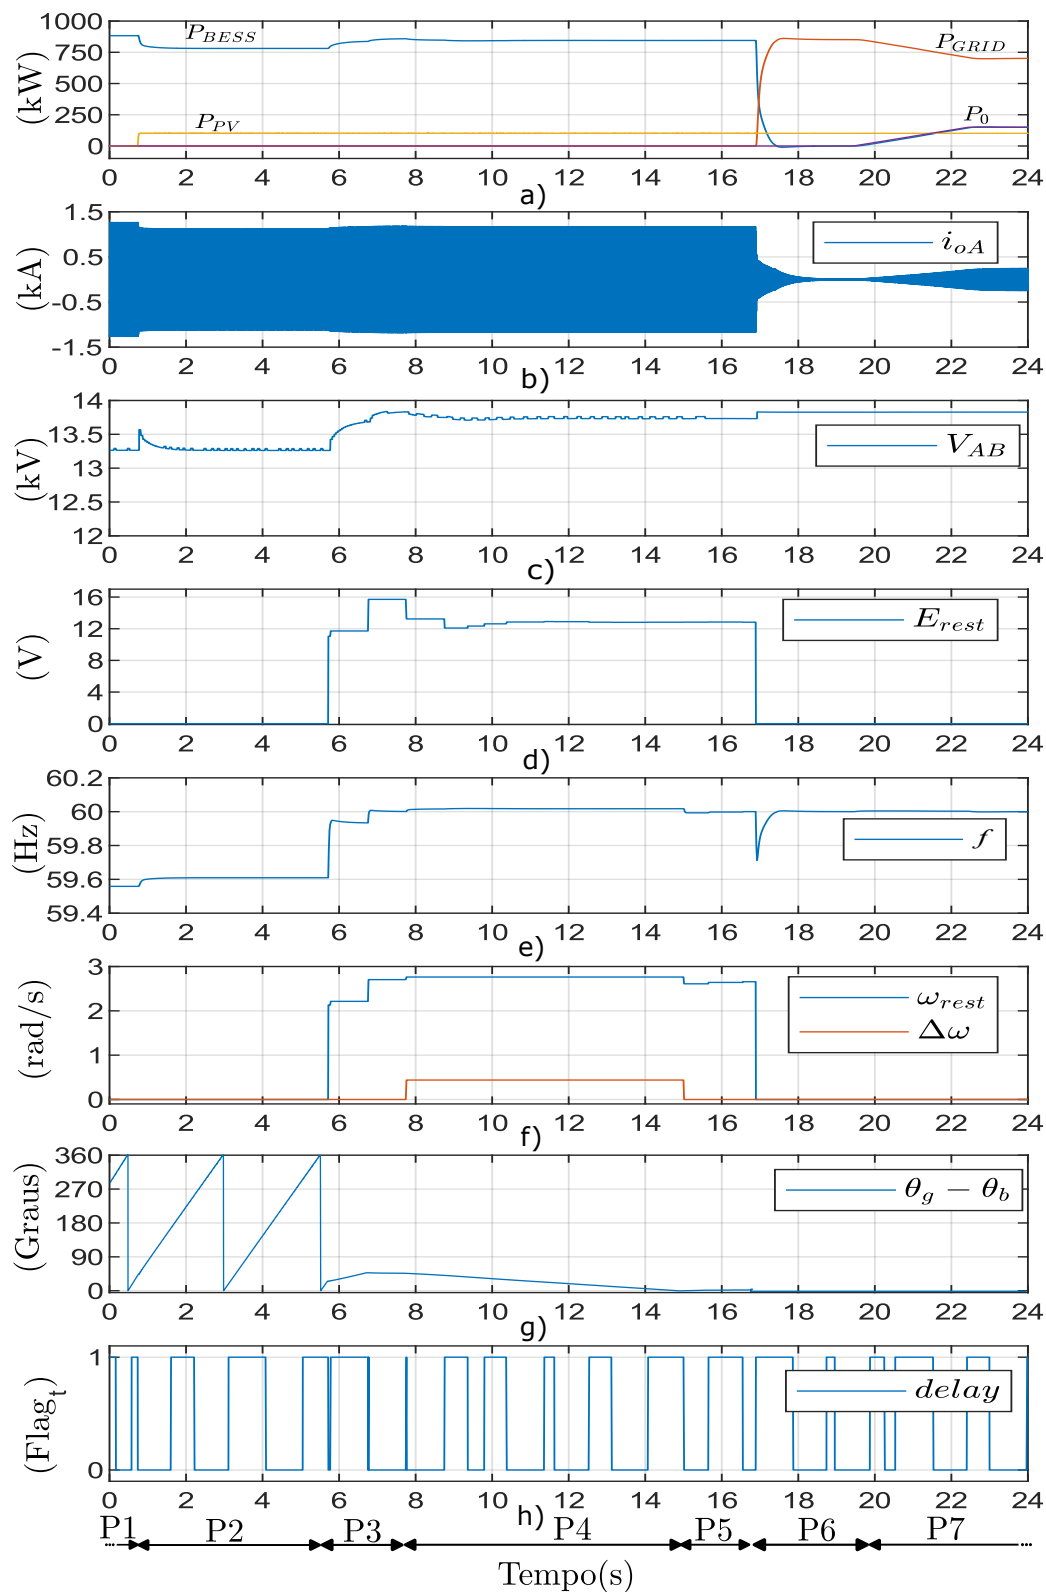 1000
750
500
250
0
(kW)
P_BESS
P_GRID
P_PV
P_0
0 2 4 6 8 10 12 14 16 18 20 22 24
a)
1.5
0.5
-0.5
-1.5
(kA)
i_oA
0 2 4 6 8 10 12 14 16 18 20 22 24
b)
14
13.5
13
12.5
12
(kV)
V_AB
0 2 4 6 8 10 12 14 16 18 20 22 24
c)
16
12
8
4
0
(V)
E_rest
0 2 4 6 8 10 12 14 16 18 20 22 24
d)
60.2
60
59.8
59.6
59.4
(Hz)
f
0 2 4 6 8 10 12 14 16 18 20 22 24
e)
3
2
1
0
(rad/s)
ω_rest
Δω
0 2 4 6 8 10 12 14 16 18 20 22 24
f)
360
270
180
90
0
(Graus)
θ_g − θ_b
0 2 4 6 8 10 12 14 16 18 20 22 24
g)
1
0
(Flag_t)
delay
0 2 4 6 8 10 12 14 16 18 20 22 24
h)
P1 P2 P3 P4 P5 P6 P7
Tempo(s)